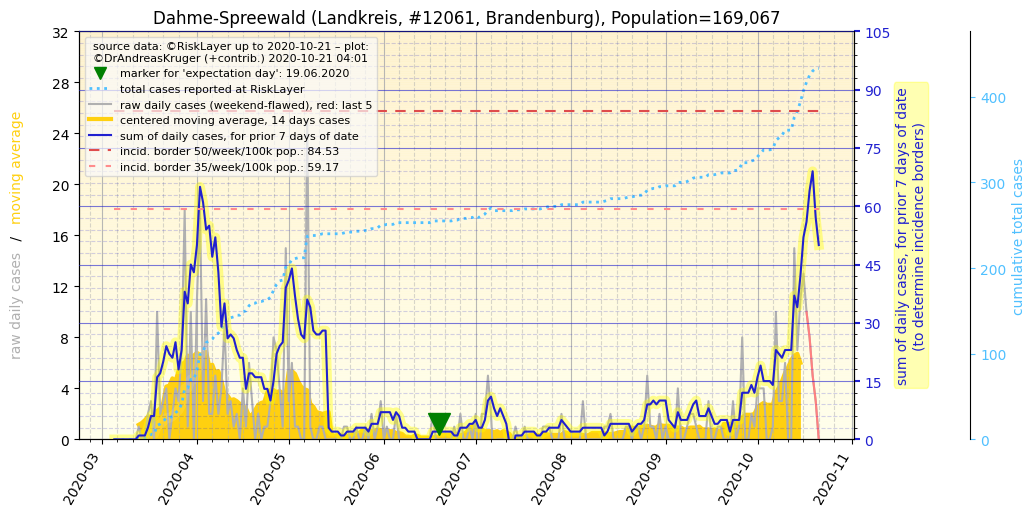 Dahme-Spreewald (Landkreis, #12061, Brandenburg), Population=169,067
source data: ©RiskLayer up to 2020-10-21 – plot:
©DrAndreasKruger (+contrib.) 2020-10-21 04:01
marker for 'expectation day': 19.06.2020
total cases reported at RiskLayer
raw daily cases (weekend-flawed), red: last 5
centered moving average, 14 days cases
sum of daily cases, for prior 7 days of date
incid. border 50/week/100k pop.: 84.53
incid. border 35/week/100k pop.: 59.17
raw daily cases / moving average
32
28
24
20
16
12
8
4
0
2020-03
2020-04
2020-05
2020-06
2020-07
2020-08
2020-09
2020-10
2020-11
105
90
75
60
45
30
15
0
sum of daily cases, for prior 7 days of date
(to determine incidence borders)
400
300
200
100
0
cumulative total cases